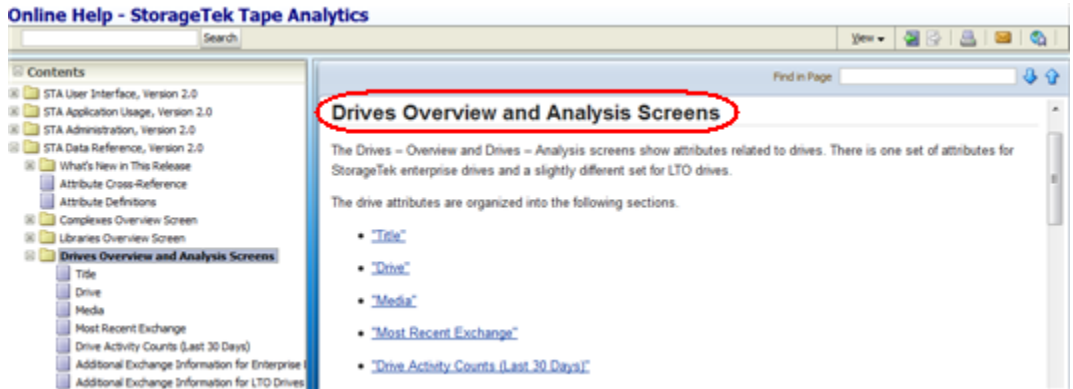 Online Help - StorageTek Tape Analytics
Search
View
Contents
STA User Interface, Version 2.0
STA Application Usage, Version 2.0
STA Administration, Version 2.0
STA Data Reference, Version 2.0
What's New in This Release
Attribute Cross-Reference
Attribute Definitions
Complexes Overview Screen
Libraries Overview Screen
Drives Overview and Analysis Screens
Title
Drive
Media
Most Recent Exchange
Drive Activity Counts (Last 30 Days)
Additional Exchange Information for Enterprise
Additional Exchange Information for LTO Drives
Find in Page
Drives Overview and Analysis Screens
The Drives – Overview and Drives – Analysis screens show attributes related to drives. There is one set of attributes for
StorageTek enterprise drives and a slightly different set for LTO drives.
The drive attributes are organized into the following sections.
• "Title"
• "Drive"
• "Media"
• "Most Recent Exchange"
• "Drive Activity Counts (Last 30 Days)"